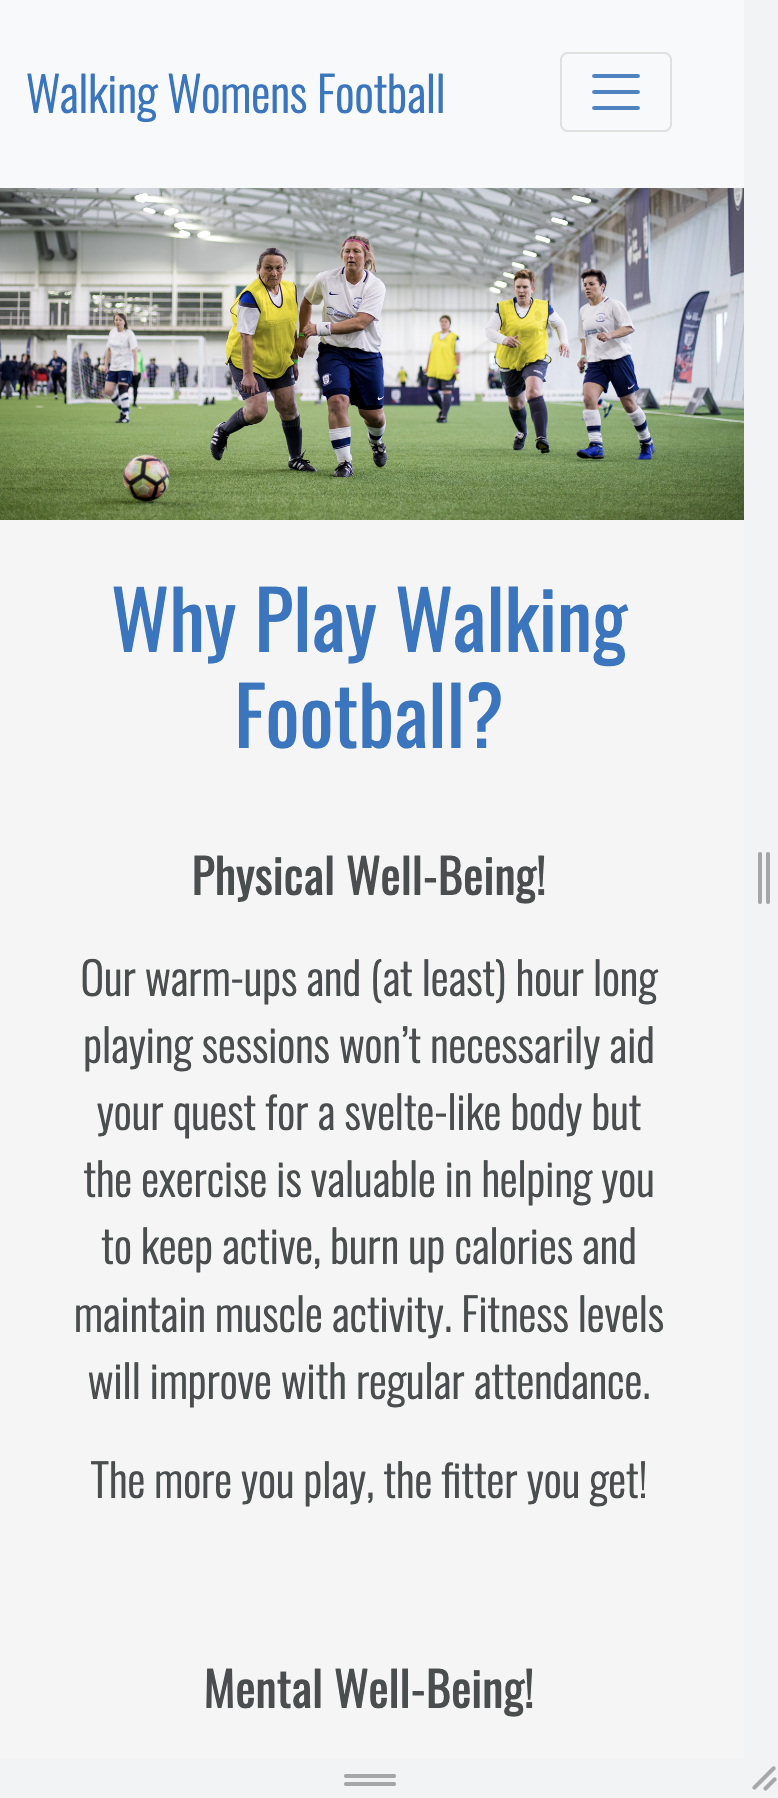 Walking Womens Football
Why Play Walking
Football?
Physical Well-Being!
Our warm-ups and (at least) hour long
playing sessions won’t necessarily aid
your quest for a svelte-like body but
the exercise is valuable in helping you
to keep active, burn up calories and
maintain muscle activity. Fitness levels
will improve with regular attendance.
The more you play, the fitter you get!
Mental Well-Being!